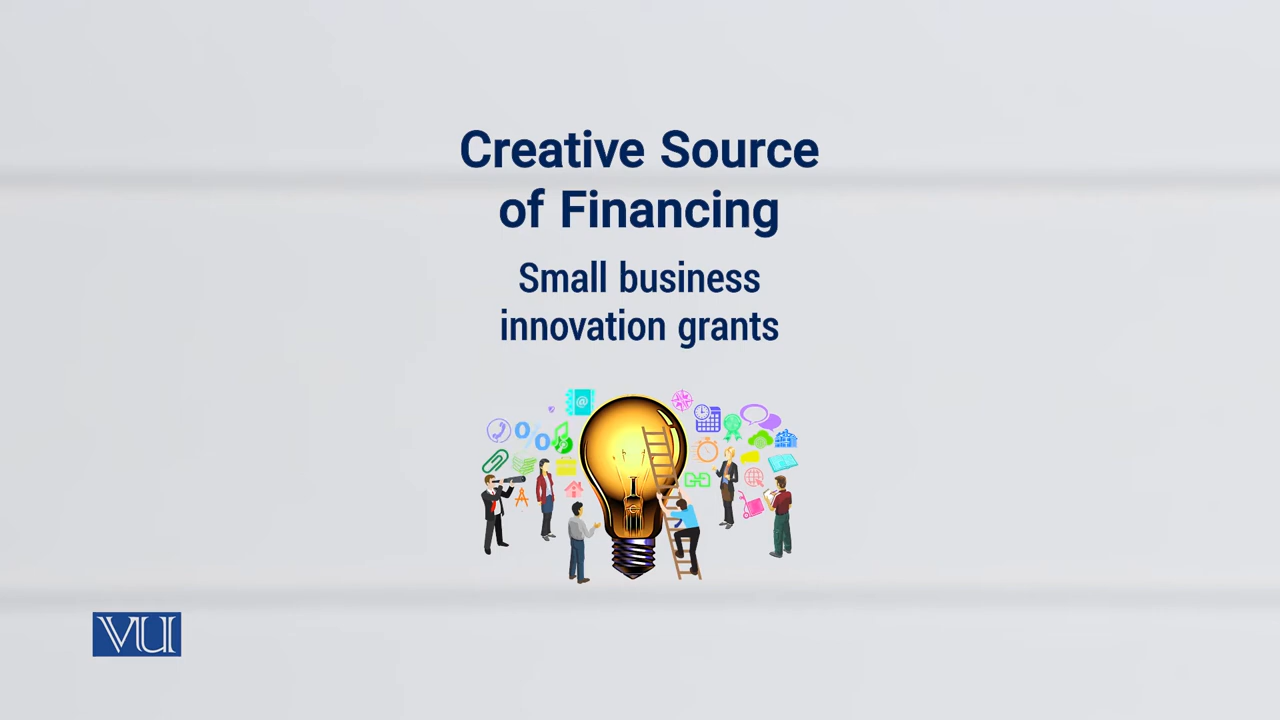 Creative Source
of Financing
Small business
innovation grants
VU